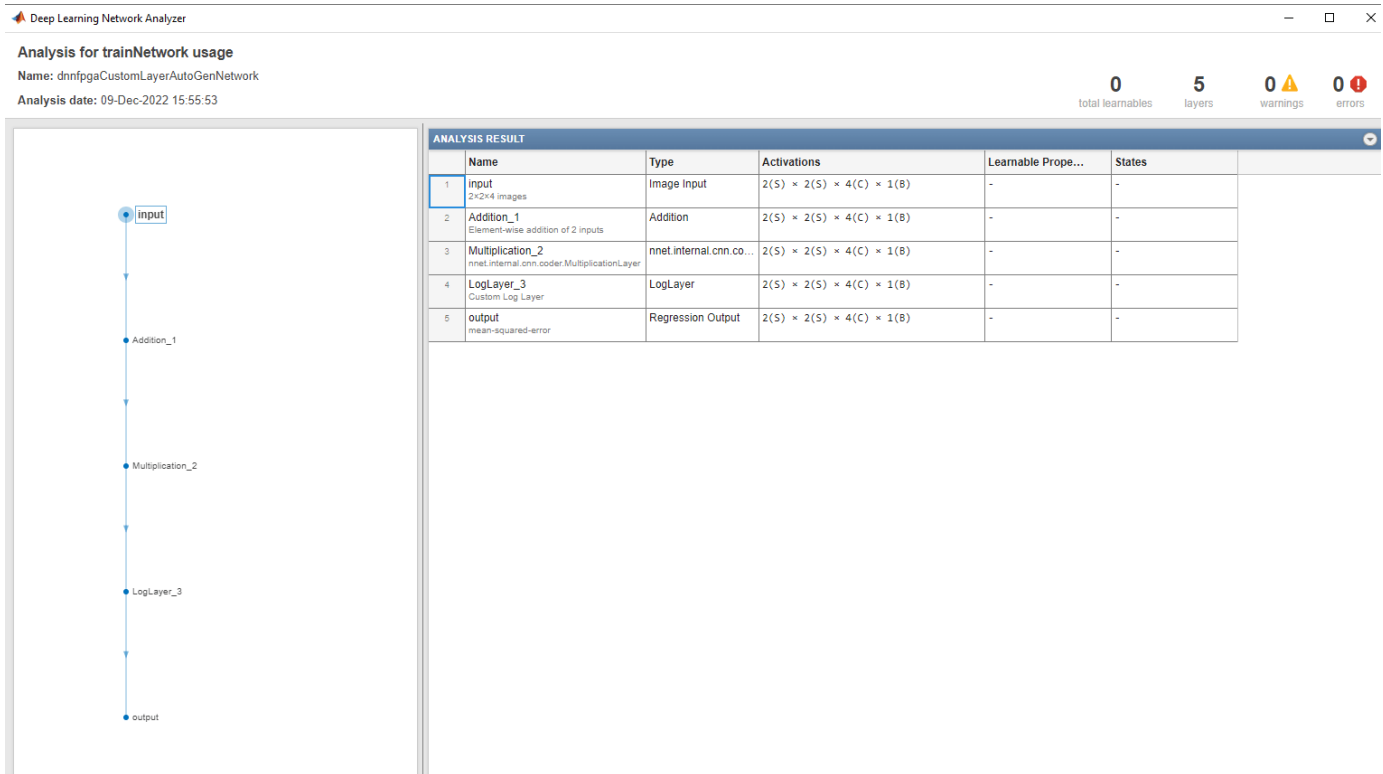 Deep Learning Network Analyzer
Analysis for trainNetwork usage
Name: dnnfpgaCustomLayerAutoGenNetwork
Analysis date: 09-Dec-2022 15:55:53
0 5 0 0
total learnables layers warnings errors
input
Addition_1
Multiplication_2
LogLayer_3
output
ANALYSIS RESULT
Name Type Activations Learnable Prope... States
1 input Image Input 2(S) × 2(S) × 4(C) × 1(B) - -
2×2×4 images
2 Addition_1 Addition 2(S) × 2(S) × 4(C) × 1(B) - -
Element-wise addition of 2 inputs
3 Multiplication_2 nnet.internal.cnn.co... 2(S) × 2(S) × 4(C) × 1(B) - -
nnet.internal.cnn.coder.MultiplicationLayer
4 LogLayer_3 LogLayer 2(S) × 2(S) × 4(C) × 1(B) - -
Custom Log Layer
5 output Regression Output 2(S) × 2(S) × 4(C) × 1(B) - -
mean-squared-error